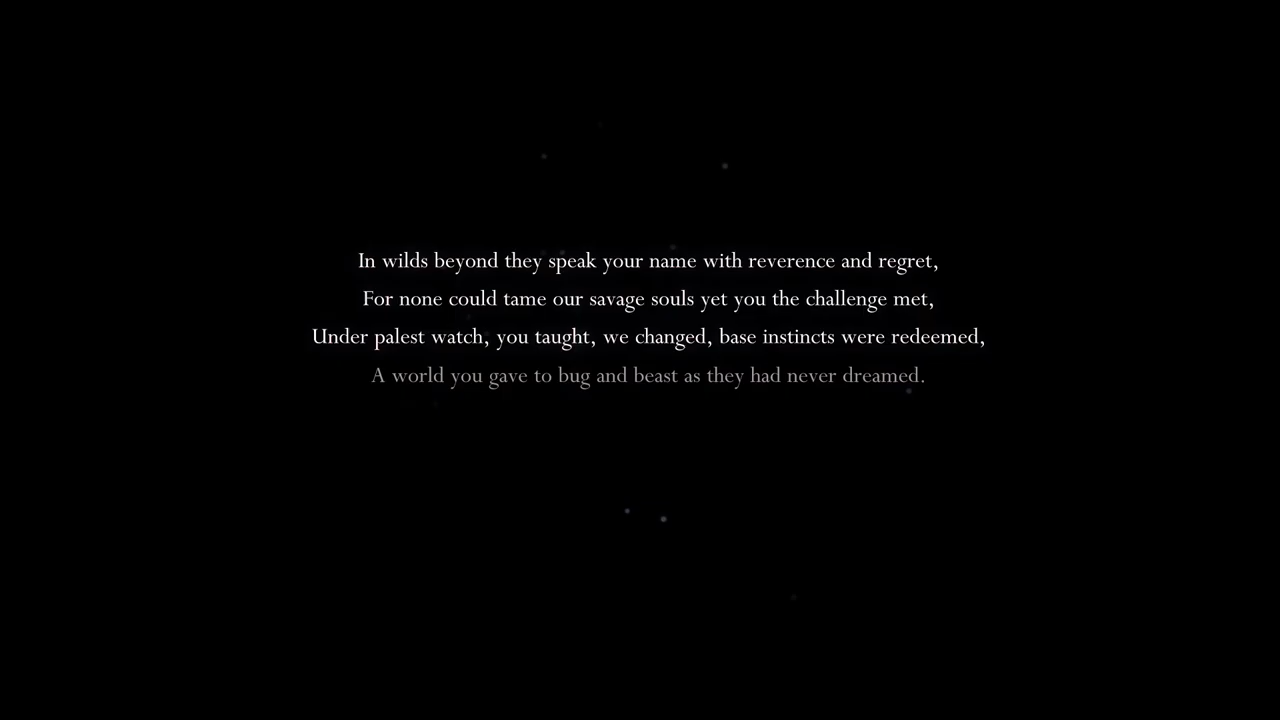 In wilds beyond they speak your name with reverence and regret,
For none could tame our savage souls yet you the challenge met,
Under palest watch, you taught, we changed, base instincts were redeemed,
A world you gave to bug and beast as they had never dreamed.